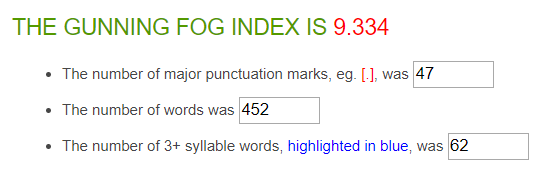 THE GUNNING FOG INDEX IS 9.334
The number of major punctuation marks, eg. [.], was 47
The number of words was 452
The number of 3+ syllable words, highlighted in blue, was 62